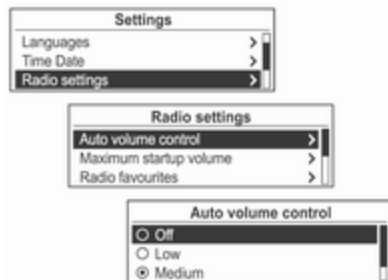 Settings
Languages
Time Date
Radio settings
Radio settings
Auto volume control
Maximum startup volume
Radio favourites
Auto volume control
Off
Low
Medium